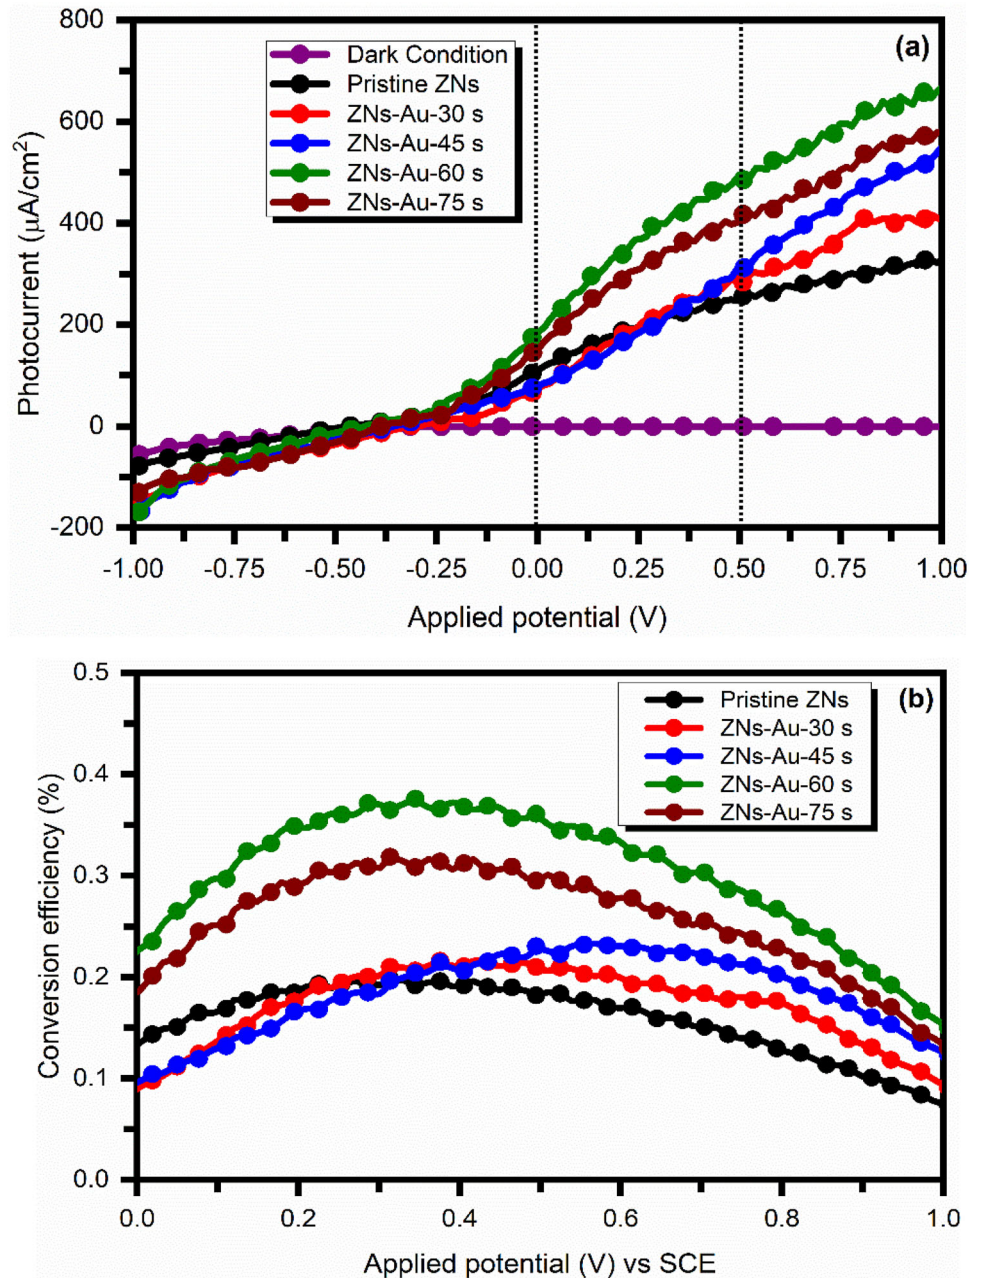 (a)
Dark Condition
Pristine ZNs
ZNs-Au-30 s
ZNs-Au-45 s
ZNs-Au-60 s
ZNs-Au-75 s
Photocurrent (µA/cm²)
800
600
400
200
0
-200
-1.00 -0.75 -0.50 -0.25 0.00 0.25 0.50 0.75 1.00
Applied potential (V)
(b)
Pristine ZNs
ZNs-Au-30 s
ZNs-Au-45 s
ZNs-Au-60 s
ZNs-Au-75 s
Conversion efficiency (%)
0.5
0.4
0.3
0.2
0.1
0.0
0.0 0.2 0.4 0.6 0.8 1.0
Applied potential (V) vs SCE